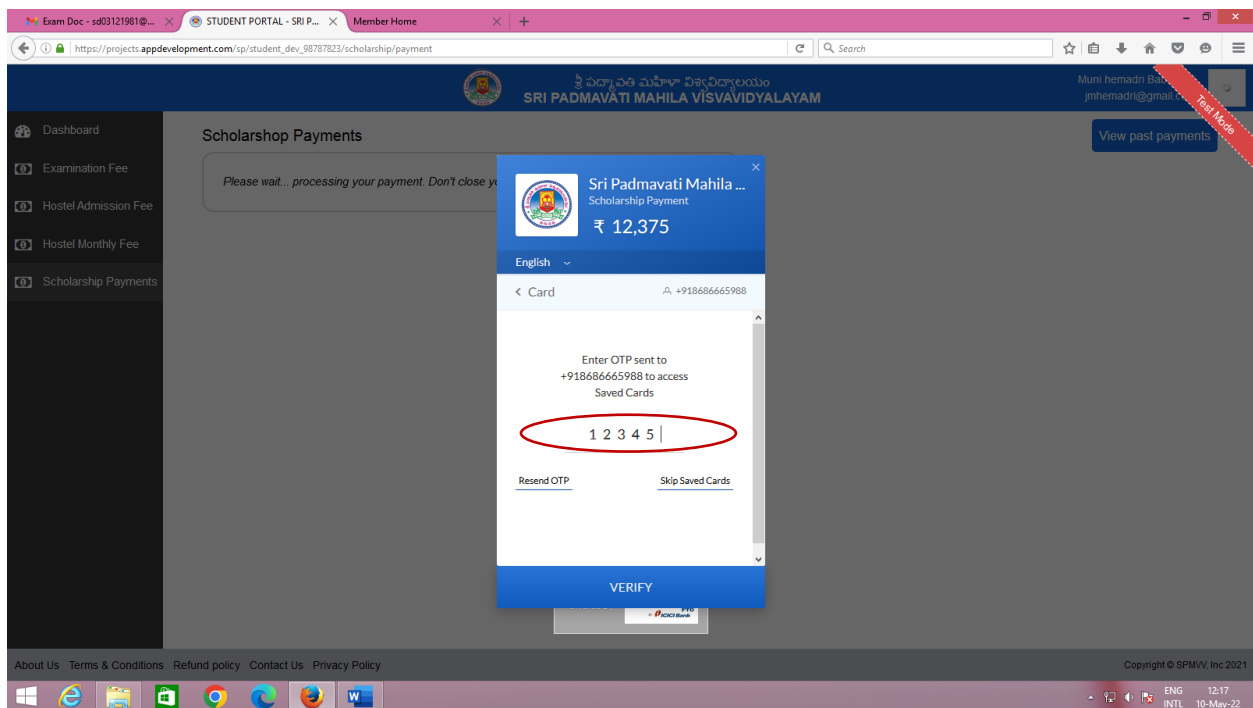 Exam Doc - sd03121981@...
STUDENT PORTAL - SRI P...
Member Home
https://projects.appdevelopment.com/sp/student_dev_98787823/scholarship/payment
Search
శ్రీ పద్మావతి మహిళా విశ్వవిద్యాలయం
SRI PADMAVATI MAHILA VISVAVIDYALAYAM
Muni hemadri
jmhemadri@gmail.c
Test Mode
Dashboard
Examination Fee
Hostel Admission Fee
Hostel Monthly Fee
Scholarship Payments
Scholarshop Payments
View past payments
Please wait... processing your payment. Don't close
Sri Padmavati Mahila ...
Scholarship Payment
₹ 12,375
English
Card
+918686665988
Enter OTP sent to
+918686665988 to access
Saved Cards
1 2 3 4 5
Resend OTP
Skip Saved Cards
VERIFY
Pro
ICICI Bank
About Us Terms & Conditions Refund policy Contact Us Privacy Policy
Copyright © SPMVV, Inc 2021
ENG 12:17
INTL 10-May-22